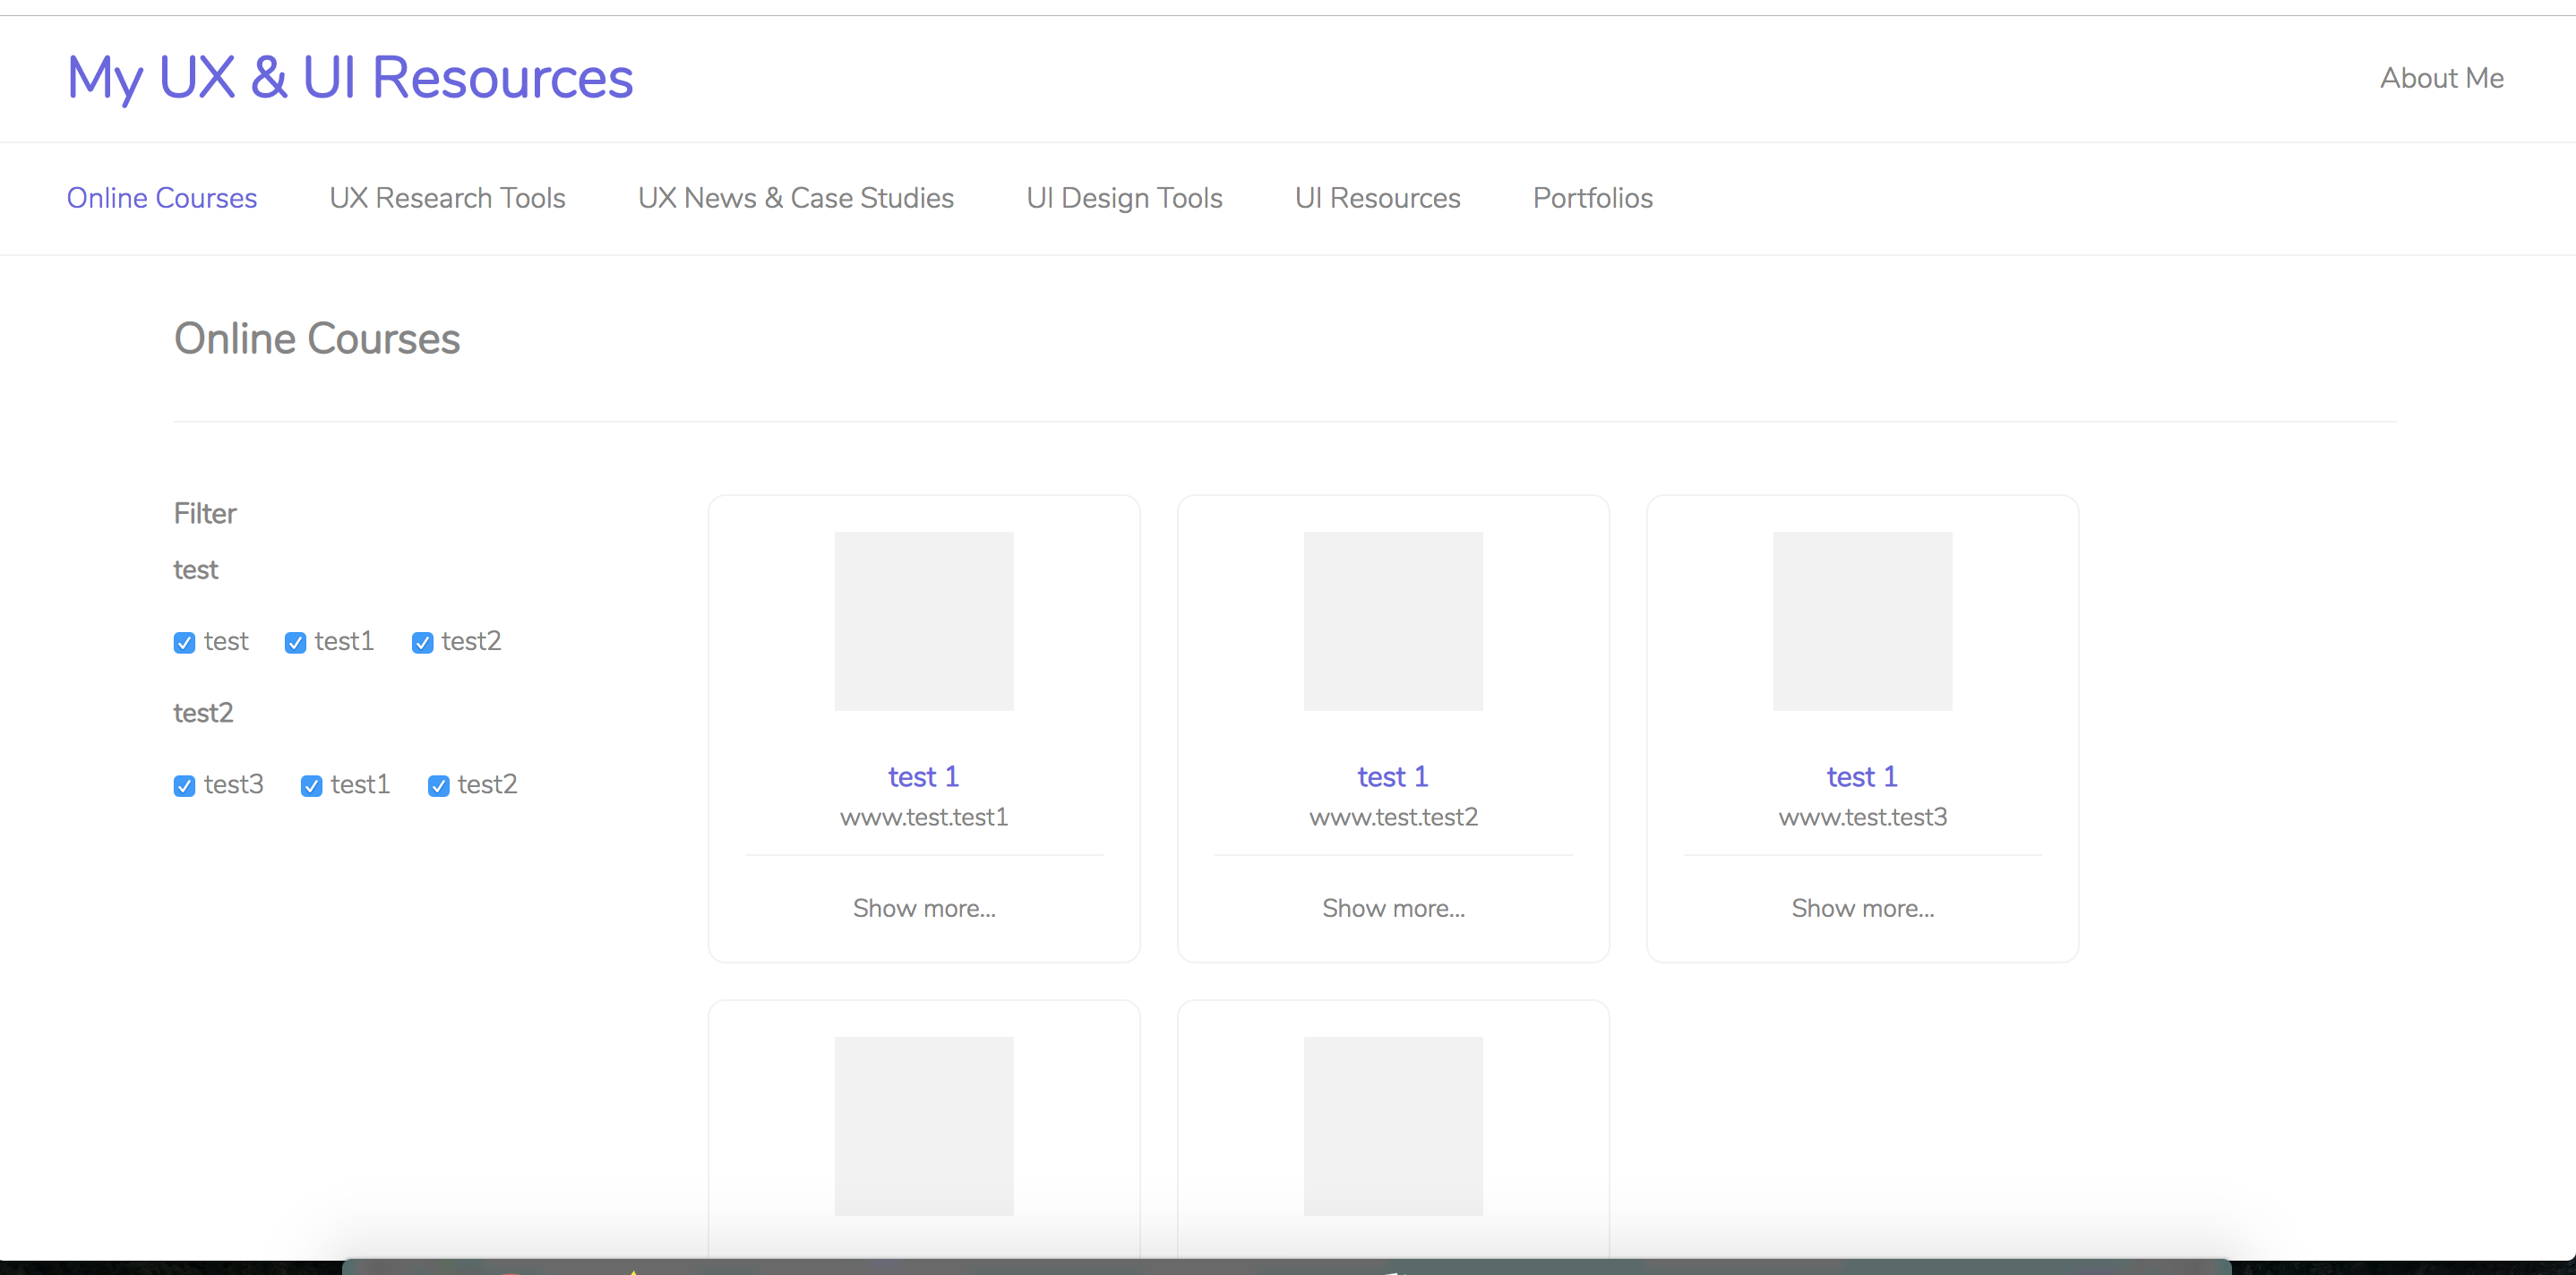 My UX & UI Resources
About Me
Online Courses UX Research Tools UX News & Case Studies UI Design Tools UI Resources Portfolios
Online Courses
Filter
test
test test1 test2
test2
test3 test1 test2
test 1
www.test.test1
Show more...
test 1
www.test.test2
Show more...
test 1
www.test.test3
Show more...